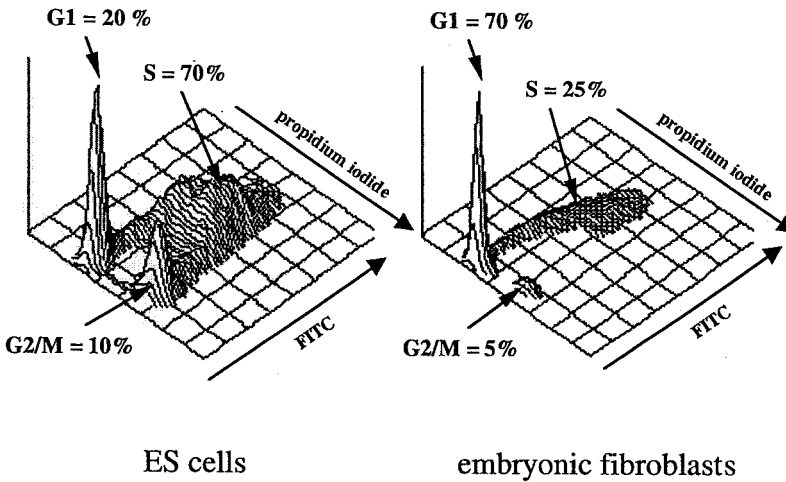 G1 = 20 %
S = 70%
propidium iodide
FITC
G2/M = 10%
ES cells
G1 = 70 %
S = 25%
propidium iodide
FITC
G2/M = 5%
embryonic fibroblasts